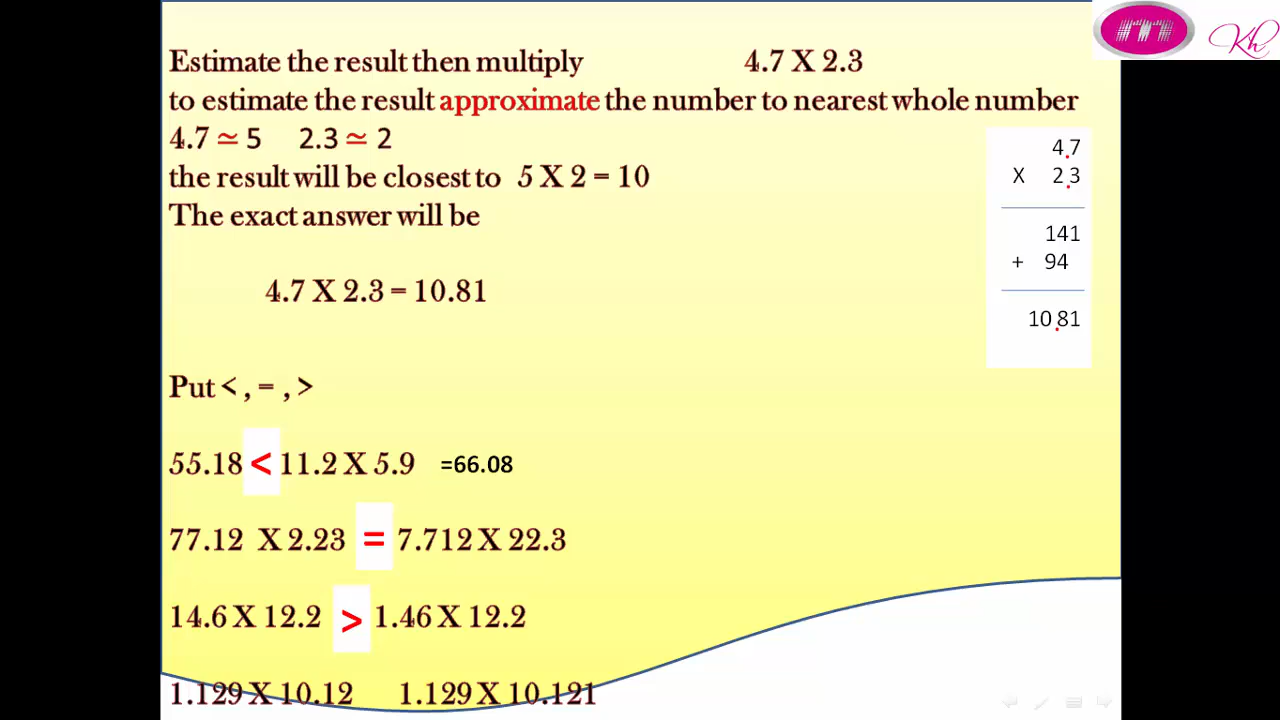 m Kh
Estimate the result then multiply 4.7 X 2.3
to estimate the result approximate the number to nearest whole number
4.7 ≃ 5 2.3 ≃ 2
the result will be closest to 5 X 2 = 10
The exact answer will be
4.7 X 2.3 = 10.81
4.7
X 2.3
141
+ 94
10.81
Put < , = , >
55.18 < 11.2 X 5.9 =66.08
77.12 X 2.23 = 7.712 X 22.3
14.6 X 12.2 > 1.46 X 12.2
1.129 X 10.12 1.129 X 10.121